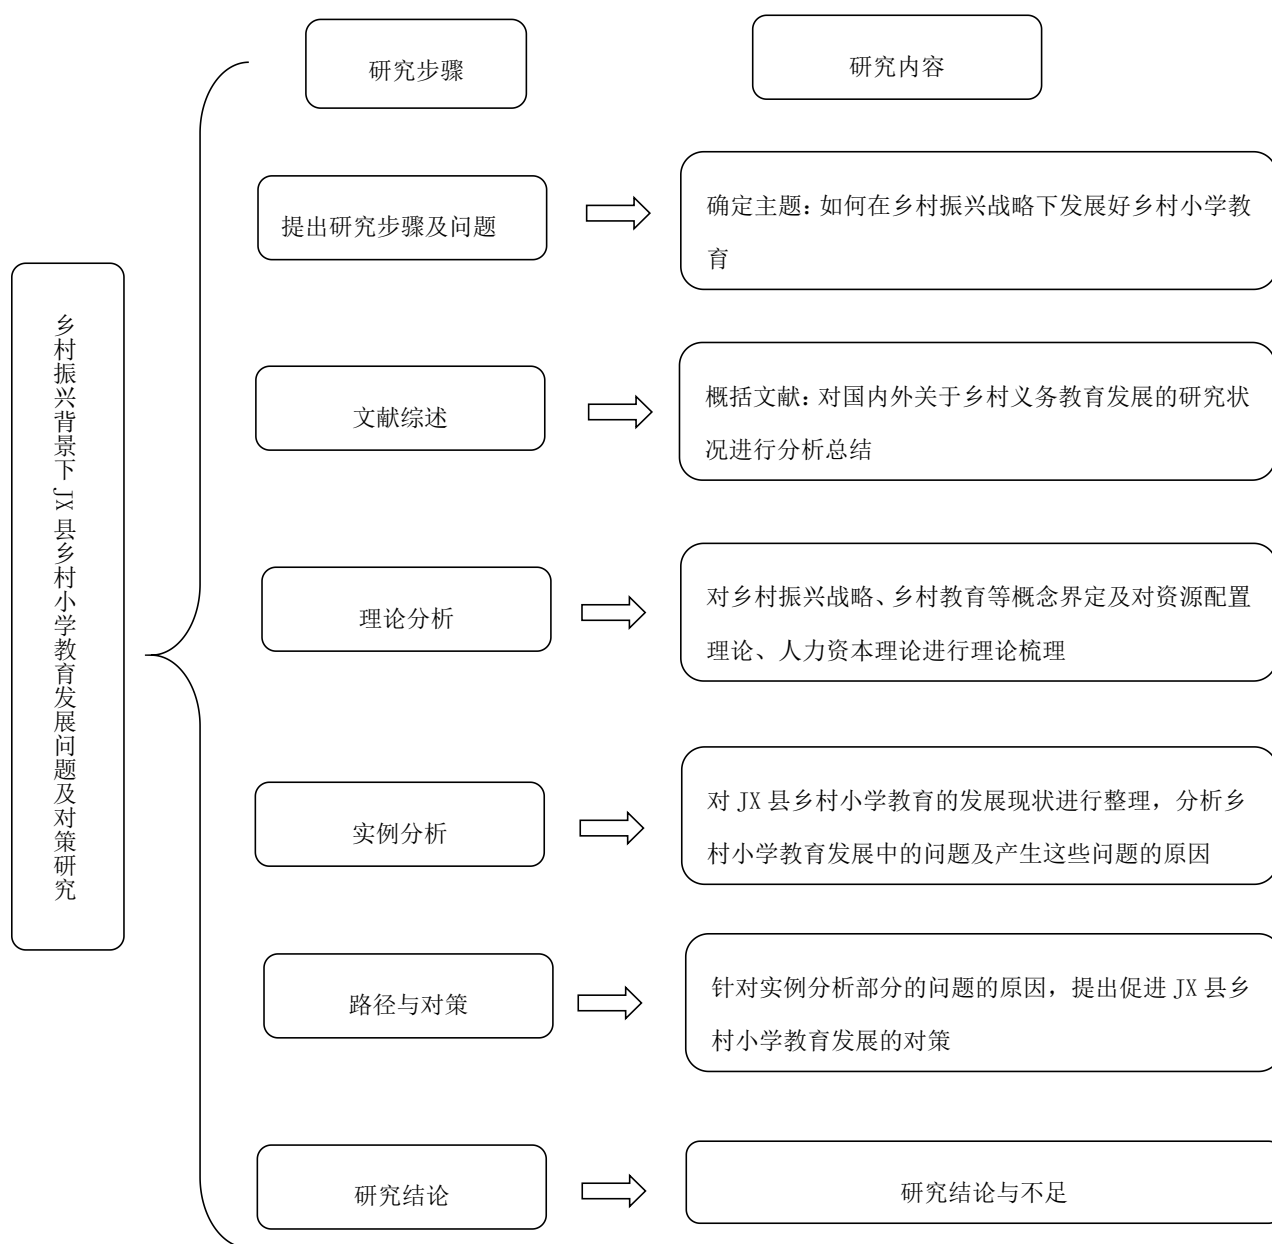 乡村振兴背景下 JX 县乡村小学教育发展问题及对策研究
研究步骤
研究内容
提出研究步骤及问题
确定主题：如何在乡村振兴战略下发展好乡村小学教
育
文献综述
概括文献：对国内外关于乡村义务教育发展的研究状
况进行分析总结
理论分析
对乡村振兴战略、乡村教育等概念界定及对资源配置
理论、人力资本理论进行理论梳理
实例分析
对 JX 县乡村小学教育的发展现状进行整理，分析乡
村小学教育发展中的问题及产生这些问题的原因
路径与对策
针对实例分析部分的问题的原因，提出促进 JX 县乡
村小学教育发展的对策
研究结论
研究结论与不足